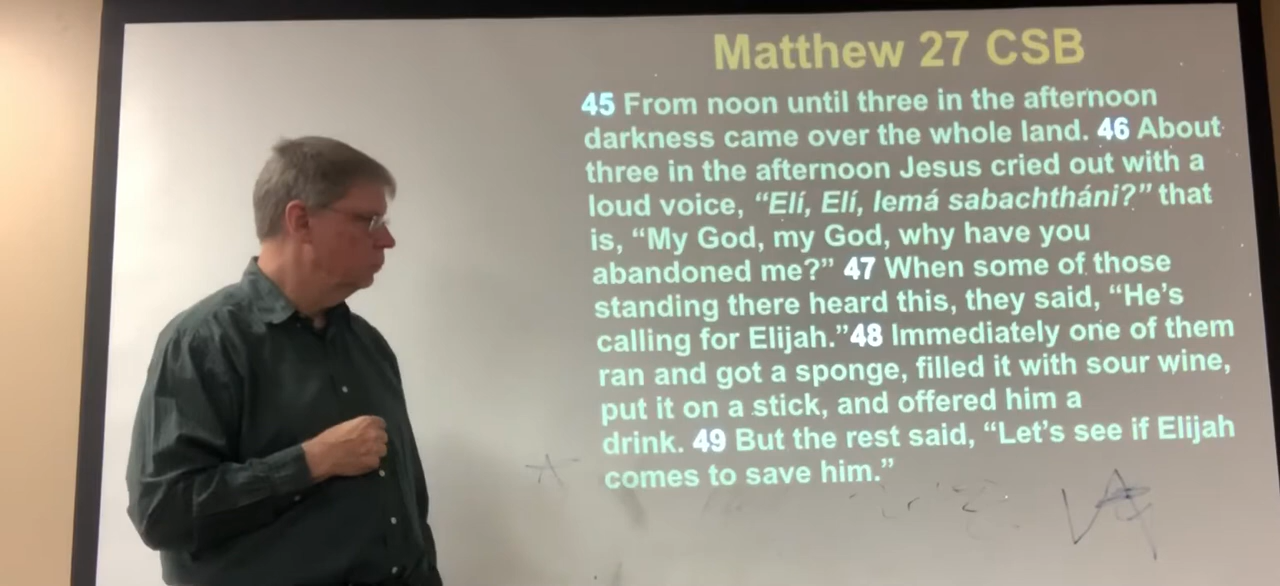 Matthew 27 CSB
45 From noon until three in the afternoon
darkness came over the whole land. 46 About
three in the afternoon Jesus cried out with a
loud voice, “Elí, Elí, lemá sabachtháni?” that
is, “My God, my God, why have you
abandoned me?” 47 When some of those
standing there heard this, they said, “He’s
calling for Elijah.”48 Immediately one of them
ran and got a sponge, filled it with sour wine,
put it on a stick, and offered him a
drink. 49 But the rest said, “Let’s see if Elijah
comes to save him.”